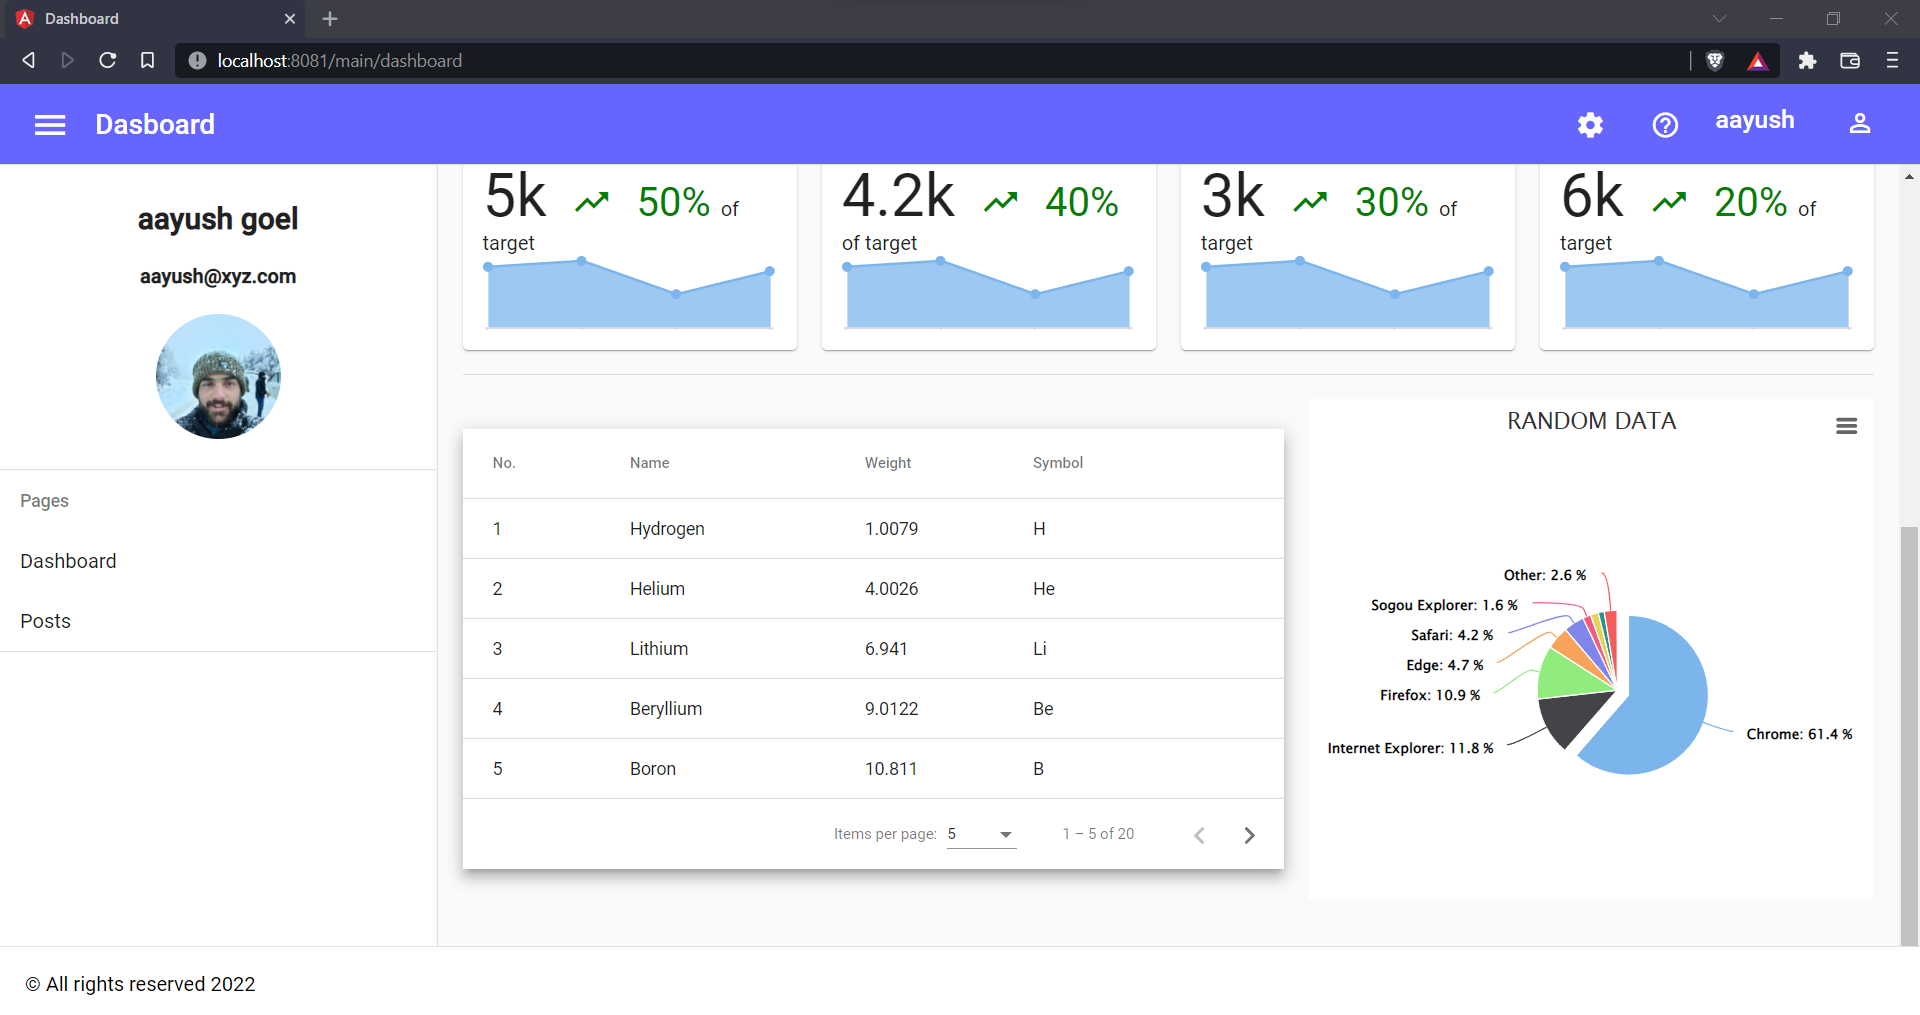 Dashboard
localhost:8081/main/dashboard
Dasboard
aayush
aayush goel
aayush@xyz.com
Pages
Dashboard
Posts
5k 50% of
target
4.2k 40%
of target
3k 30% of
target
6k 20% of
target
No. Name Weight Symbol
1 Hydrogen 1.0079 H
2 Helium 4.0026 He
3 Lithium 6.941 Li
4 Beryllium 9.0122 Be
5 Boron 10.811 B
Items per page: 5 1 – 5 of 20
RANDOM DATA
Other: 2.6 %
Sogou Explorer: 1.6 %
Safari: 4.2 %
Edge: 4.7 %
Firefox: 10.9 %
Internet Explorer: 11.8 %
Chrome: 61.4 %
© All rights reserved 2022